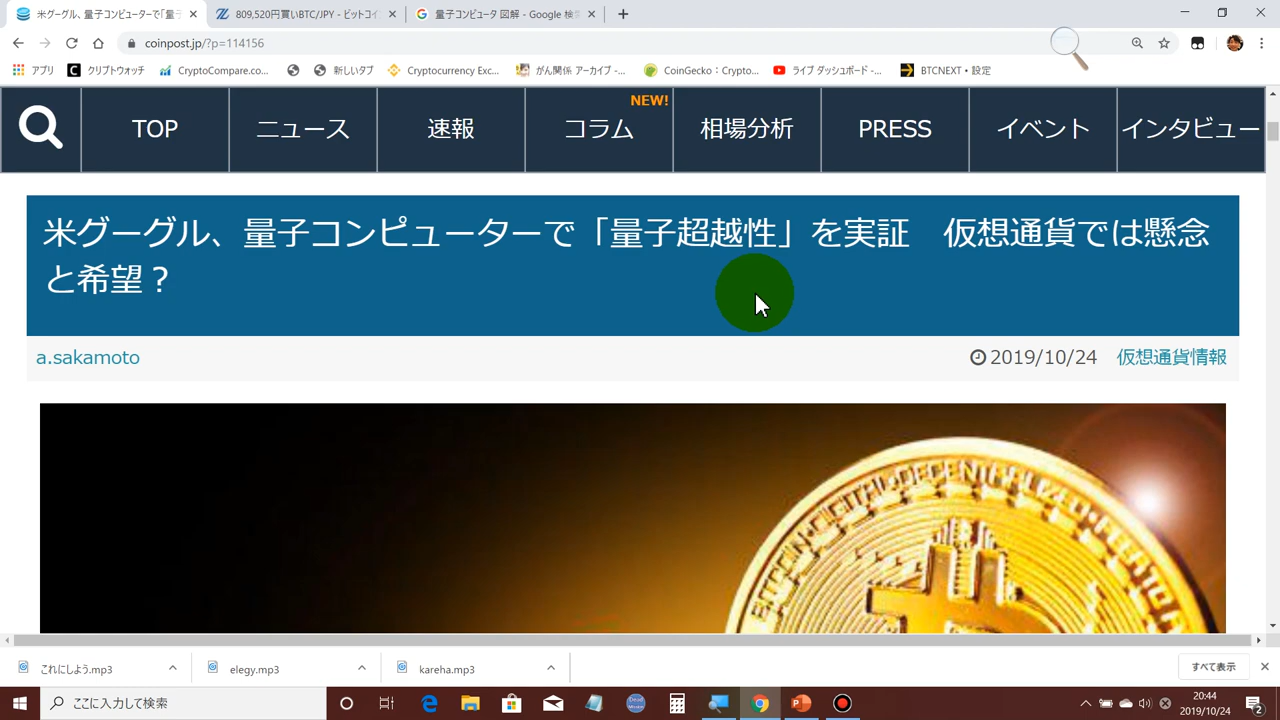 米グーグル、量子コンピューターで「量子
809,520円買いBTC/JPY - ビットコイ
量子コンピュータ 図解 - Google 検索
coinpost.jp/?p=114156
アプリ
クリプトウォッチ
CryptoCompare.co...
新しいタブ
Cryptocurrency Exc...
がん関係 アーカイブ -...
CoinGecko：Crypto...
ライブ ダッシュボード -...
BTCNEXT • 設定
NEW!
TOP
ニュース
速報
コラム
相場分析
PRESS
イベント
インタビュー
米グーグル、量子コンピューターで「量子超越性」を実証　仮想通貨では懸念
と希望？
a.sakamoto
2019/10/24
仮想通貨情報
これにしよう.mp3
elegy.mp3
kareha.mp3
すべて表示
ここに入力して検索
20:44
2019/10/24
2